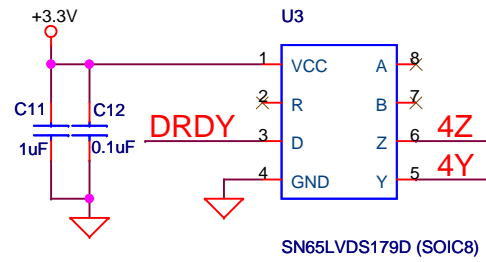 +3.3V
U3
1 VCC A 8
C11 C12
2 R B 7
1uF 0.1uF
DRDY 3 D Z 6 4Z
4 GND Y 5 4Y
SN65LVDS179D (SOIC8)